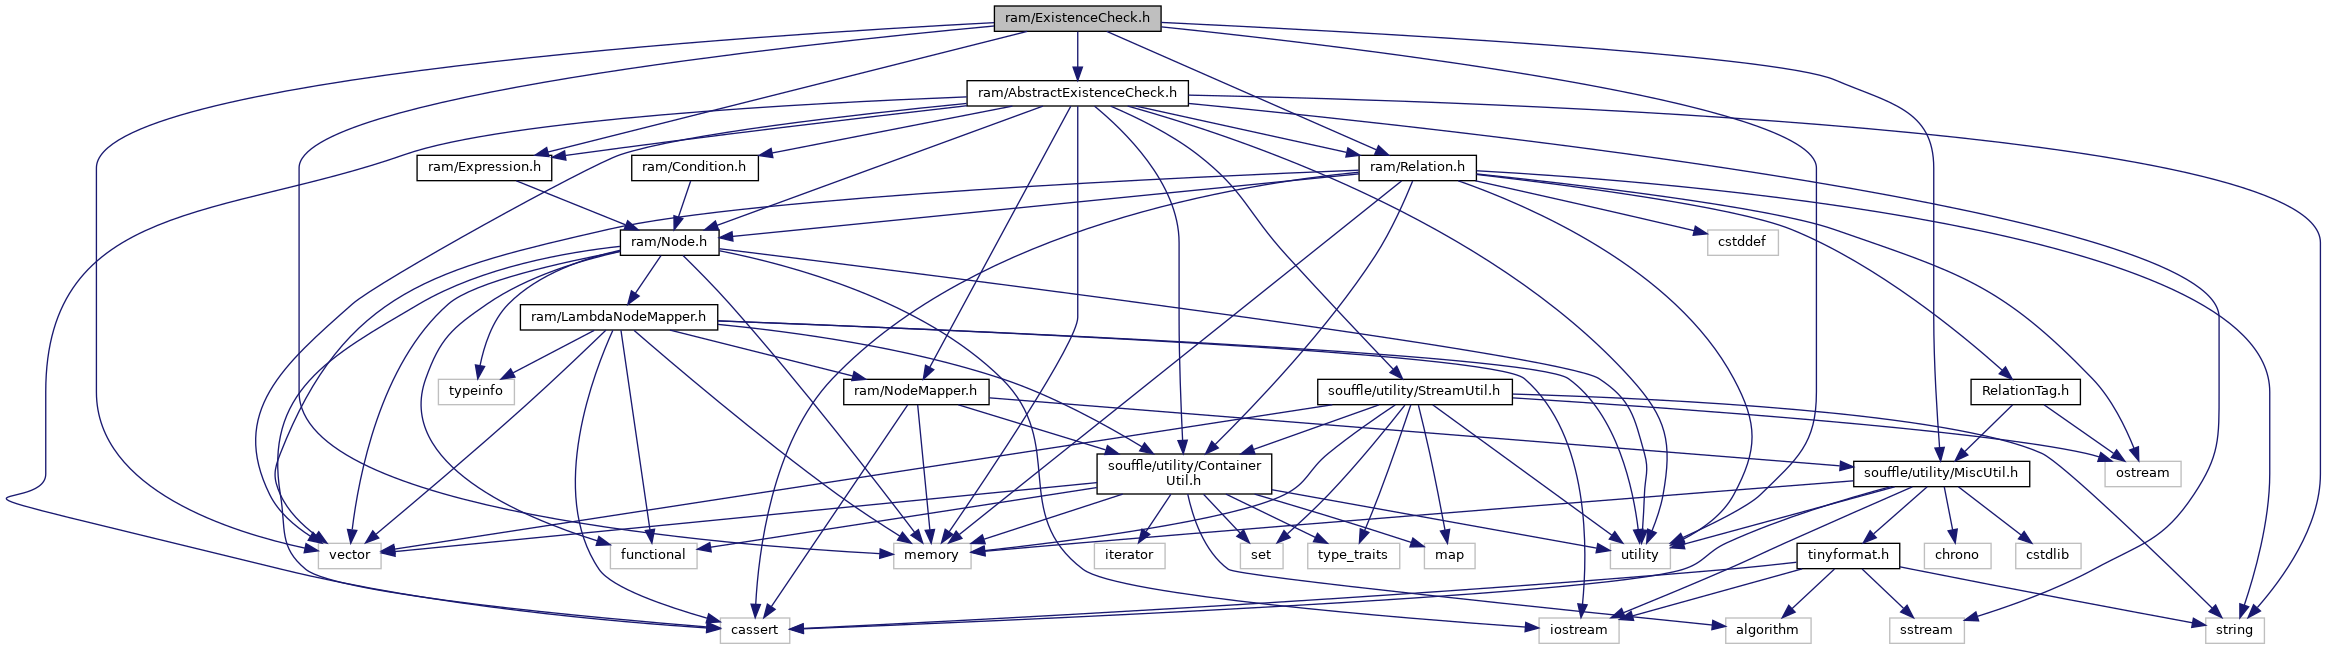 ram/ExistenceCheck.h
ram/AbstractExistenceCheck.h
ram/Expression.h
ram/Condition.h
ram/Relation.h
ram/Node.h
cstddef
ram/LambdaNodeMapper.h
typeinfo
ram/NodeMapper.h
souffle/utility/StreamUtil.h
RelationTag.h
souffle/utility/Container
Util.h
souffle/utility/MiscUtil.h
ostream
vector
functional
memory
iterator
set
type_traits
map
utility
tinyformat.h
chrono
cstdlib
cassert
iostream
algorithm
sstream
string